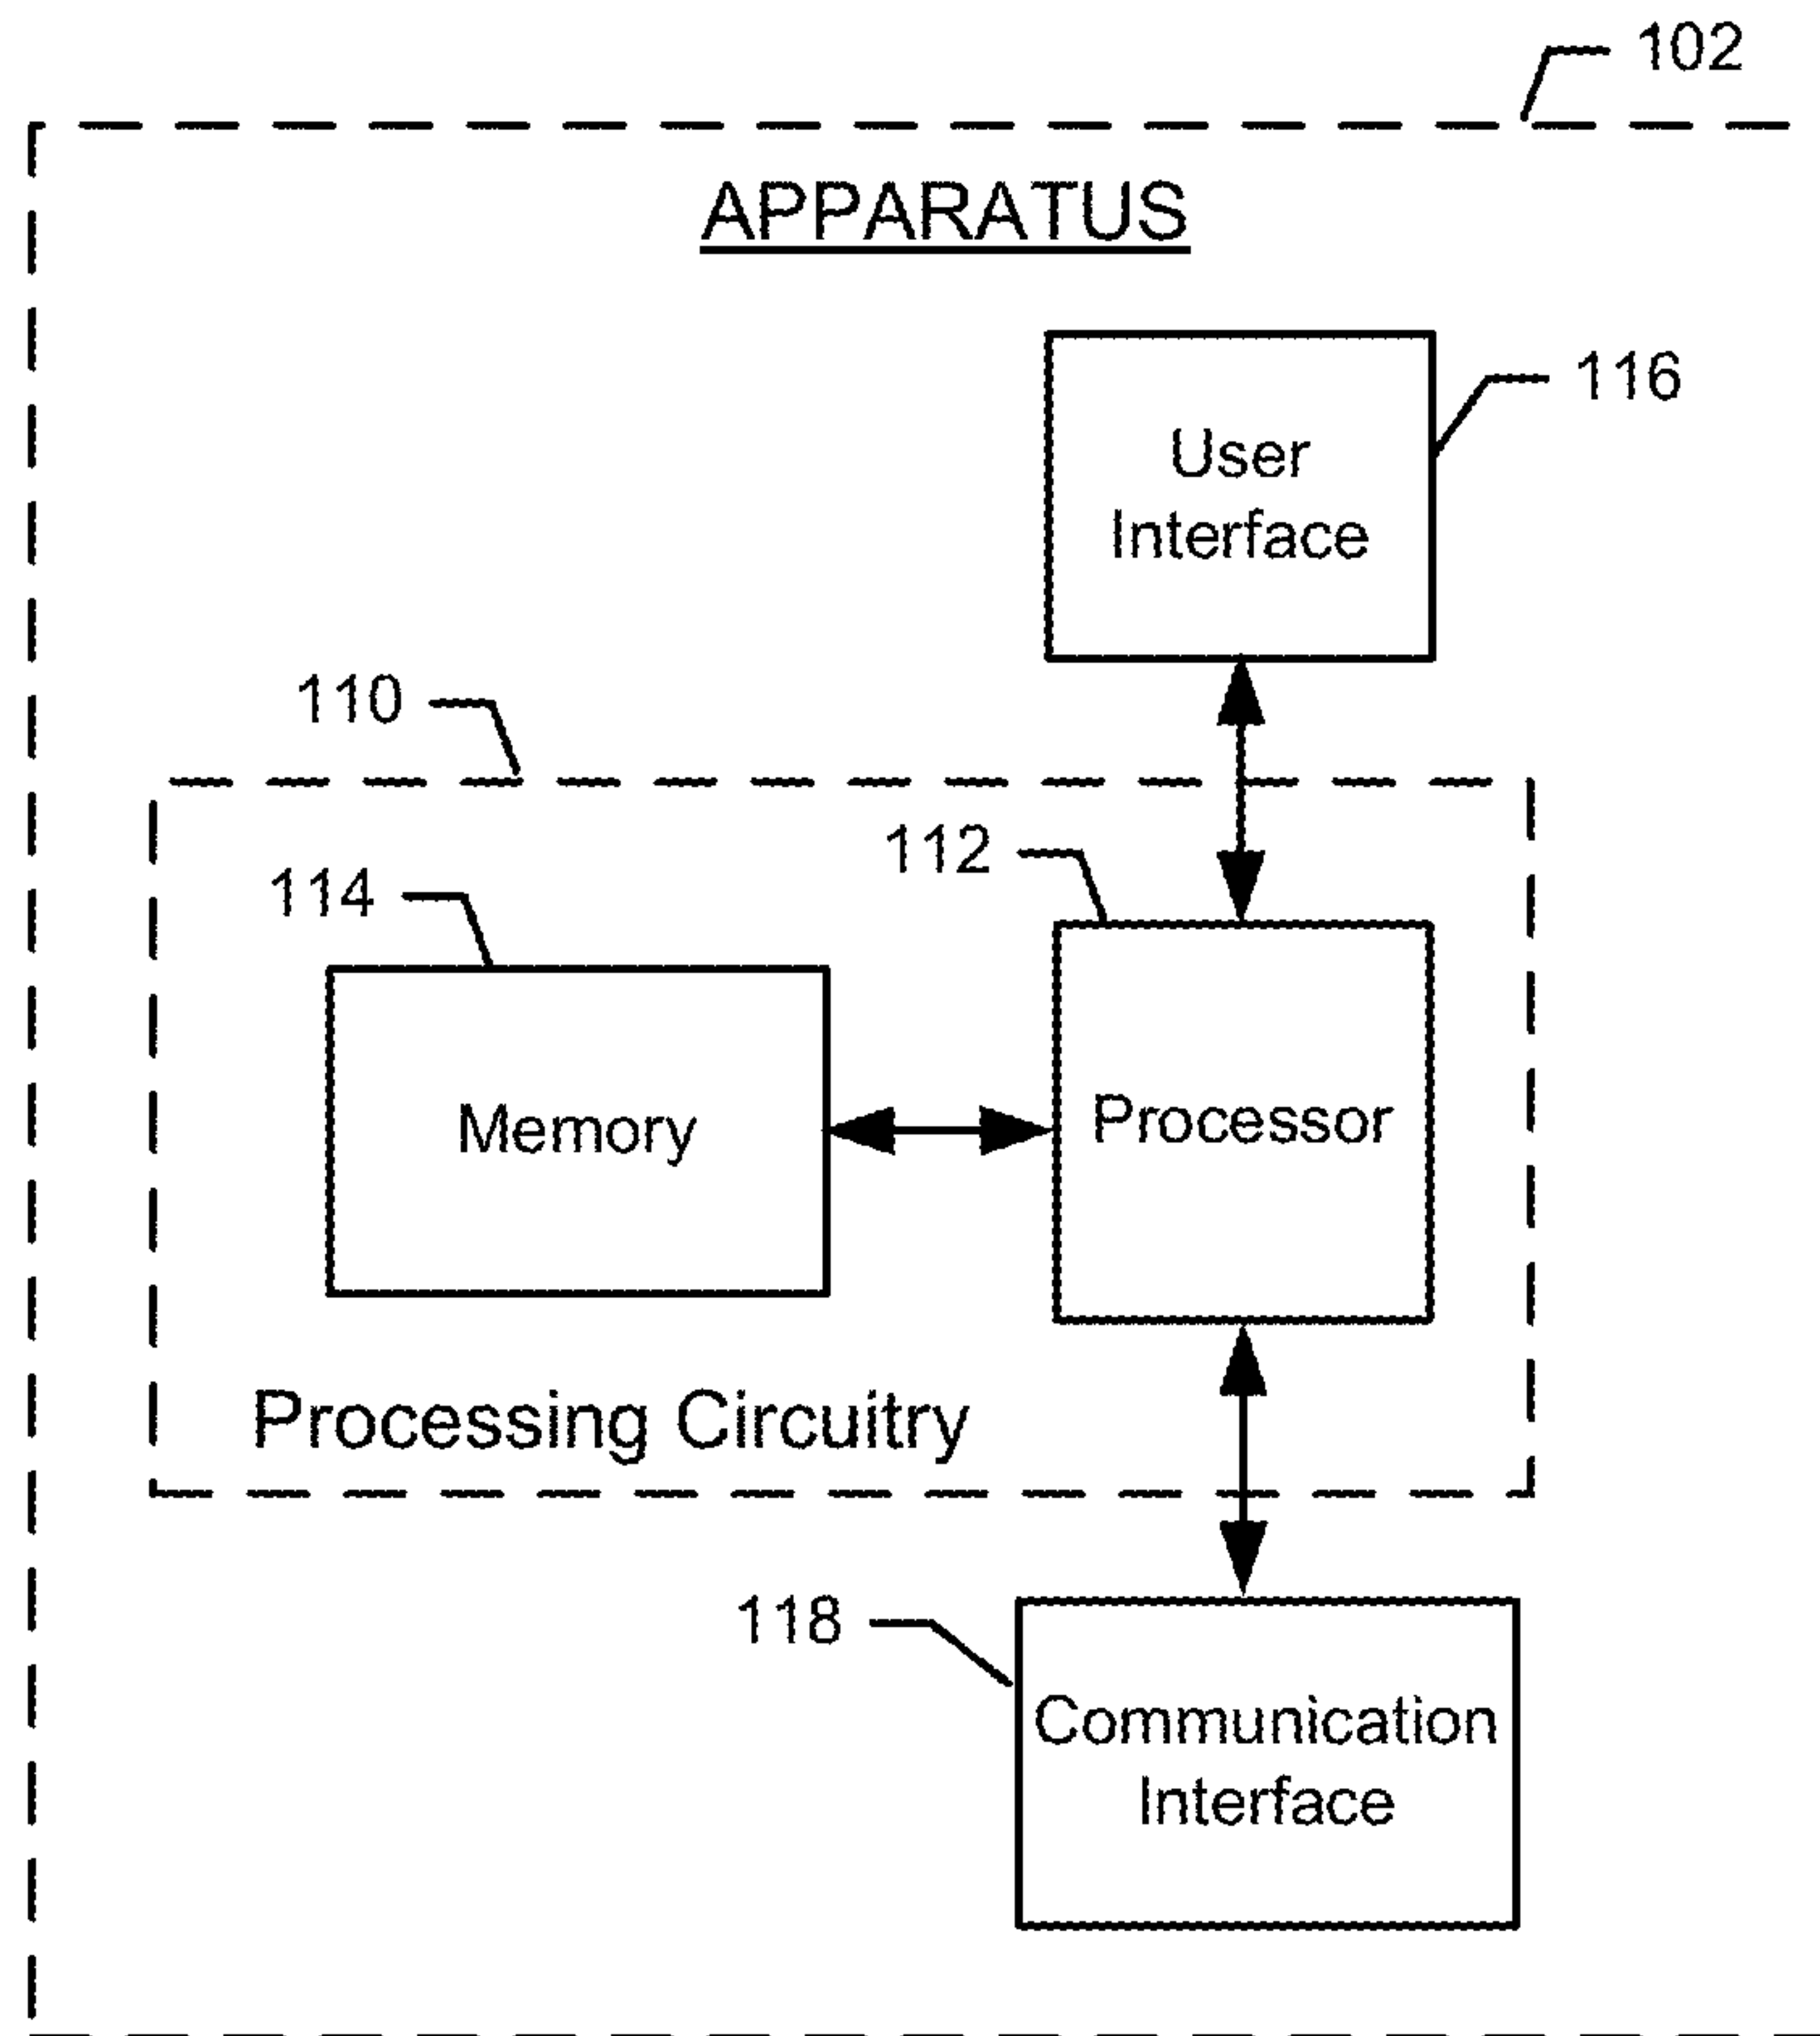 102
APPARATUS
116
User
Interface
110
112
114
Memory
Processor
Processing Circuitry
118
Communication
Interface